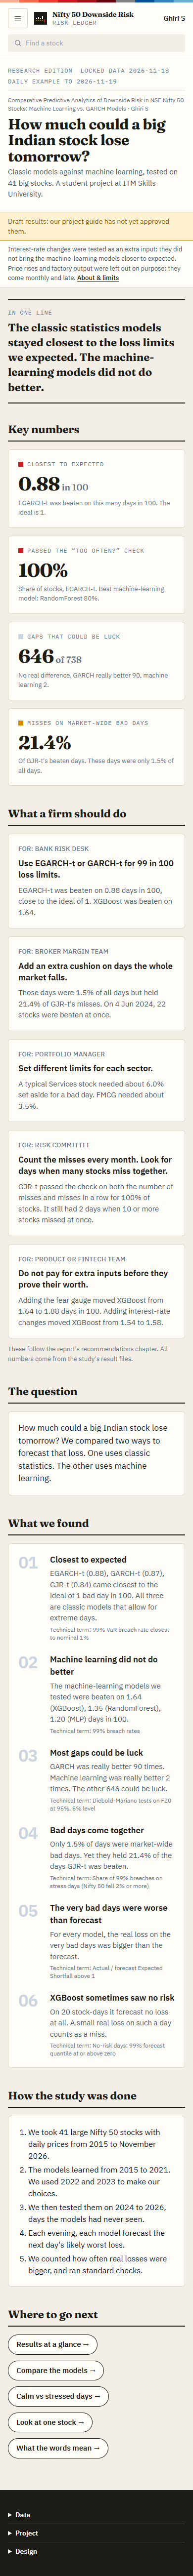 Nifty 50 Downside Risk
RISK LEDGER
Ghiri S
Find a stock
RESEARCH EDITION LOCKED DATA 2026-11-18
DAILY EXAMPLE TO 2026-11-19
Comparative Predictive Analytics of Downside Risk in NSE Nifty 50
Stocks: Machine Learning vs. GARCH Models · Ghiri S
How much could a big
Indian stock lose
tomorrow?
Classic statistics models against machine learning, tested on
41 big stocks. A student project at ITM Skills
University.
Draft results: our project guide has not yet approved
them.
Interest-rate changes were tested as an extra input: they did
not bring the machine-learning models closer to expected.
Price rises and factory output were left out on purpose: they
come monthly and late. About & limits
IN ONE LINE
The classic statistics models
stayed closest to the loss limits
we expected. The machine-
learning models did not do
better.
Key numbers
CLOSEST TO EXPECTED
0.88 in 100
EGARCH-t was beaten on this many days in 100. The
ideal is 1.
PASSED THE “TOO OFTEN?” CHECK
100%
Share of stocks, EGARCH-t. Best machine-learning
model: RandomForest 80%.
GAPS THAT COULD BE LUCK
646 of 738
No real difference. GARCH really better 90, machine
learning 2.
MISSES ON MARKET-WIDE BAD DAYS
21.4%
Of GJR-t's beaten days. These days were only 1.5% of
all days.
What a firm should do
FOR: BANK RISK DESK
Use EGARCH-t or GARCH-t for 99 in 100
loss limits.
EGARCH-t was beaten on 0.88 days in 100,
close to the ideal of 1. XGBoost was beaten on
1.64.
FOR: BROKER MARGIN TEAM
Add an extra cushion on days the whole
market falls.
Those days were 1.5% of all days but held
21.4% of GJR-t's misses. On 4 Jun 2024, 22
stocks were beaten at once.
FOR: PORTFOLIO MANAGER
Set different limits for each sector.
A typical Services stock needed about 6.0%
set aside for a bad day. FMCG needed about
3.5%.
FOR: RISK COMMITTEE
Count the misses every month. Look for
days when many stocks miss together.
GJR-t passed the check on both the number of
misses and misses in a row for 100% of
stocks. It still had 2 days when 10 or more
stocks missed at once.
FOR: PRODUCT OR FINTECH TEAM
Do not pay for extra inputs before they
prove their worth.
Adding the fear gauge moved XGBoost from
1.64 to 1.88 days in 100. Adding interest-rate
changes moved XGBoost from 1.54 to 1.58.
These follow the report's recommendations chapter. All
numbers come from the study's result files.
The question
How much could a big Indian stock lose
tomorrow? We compared two ways to
forecast that loss. One uses classic
statistics. The other uses machine
learning.
What we found
01
Closest to expected
EGARCH-t (0.88), GARCH-t (0.87),
GJR-t (0.84) came closest to the
ideal of 1 bad day in 100. All three
are classic models that allow for
extreme days.
Technical term: 99% VaR breach rate closest
to nominal 1%
02
Machine learning did not do
better
The machine-learning models we
tested were beaten on 1.64
(XGBoost), 1.35 (RandomForest),
1.20 (MLP) days in 100.
Technical term: 99% breach rates
03
Most gaps could be luck
GARCH was really better 90 times.
Machine learning was really better 2
times. The other 646 could be luck.
Technical term: Diebold-Mariano tests on FZ0
at 95%, 5% level
04
Bad days come together
Only 1.5% of days were market-wide
bad days. Yet they held 21.4% of the
days GJR-t was beaten.
Technical term: Share of 99% breaches on
stress days (Nifty 50 fell 2% or more)
05
The very bad days were worse
than forecast
For every model, the real loss on the
very bad days was bigger than the
forecast.
Technical term: Actual / forecast Expected
Shortfall above 1
06
XGBoost sometimes saw no risk
On 20 stock-days it forecast no loss
at all. A small real loss on such a day
counts as a miss.
Technical term: No-risk days: 99% forecast
quantile at or above zero
How the study was done
1. We took 41 large Nifty 50 stocks with
daily prices from 2015 to November
2026.
2. The models learned from 2015 to 2021.
We used 2022 and 2023 to make our
choices.
3. We then tested them on 2024 to 2026,
days the models had never seen.
4. Each evening, each model forecast the
next day's likely worst loss.
5. We counted how often real losses were
bigger, and ran standard checks.
Where to go next
Results at a glance →
Compare the models →
Calm vs stressed days →
Look at one stock →
What the words mean →
Data
Project
Design